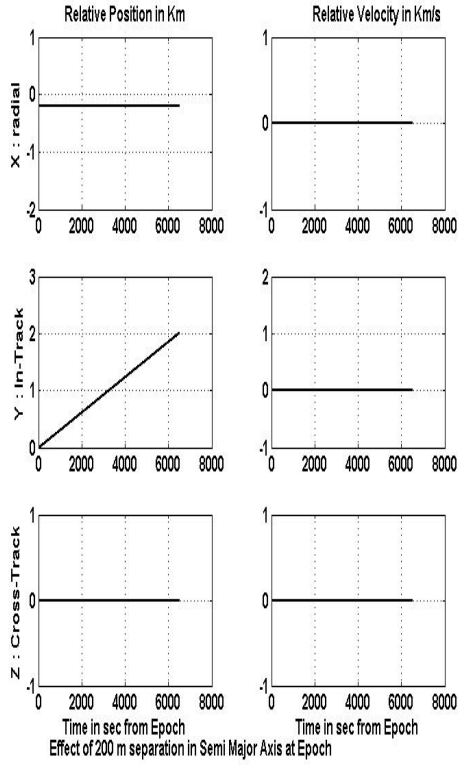 Relative Position in Km
Relative Velocity in Km/s
X : radial
1
0
-1
-2
0 2000 4000 6000 8000
1
0
-1
0 2000 4000 6000 8000
Y : In-Track
3
2
1
0
0 2000 4000 6000 8000
2
1
0
-1
0 2000 4000 6000 8000
Z : Cross-Track
1
0
-1
0 2000 4000 6000 8000
Time in sec from Epoch
1
0
-1
0 2000 4000 6000 8000
Time in sec from Epoch
Effect of 200 m separation in Semi Major Axis at Epoch